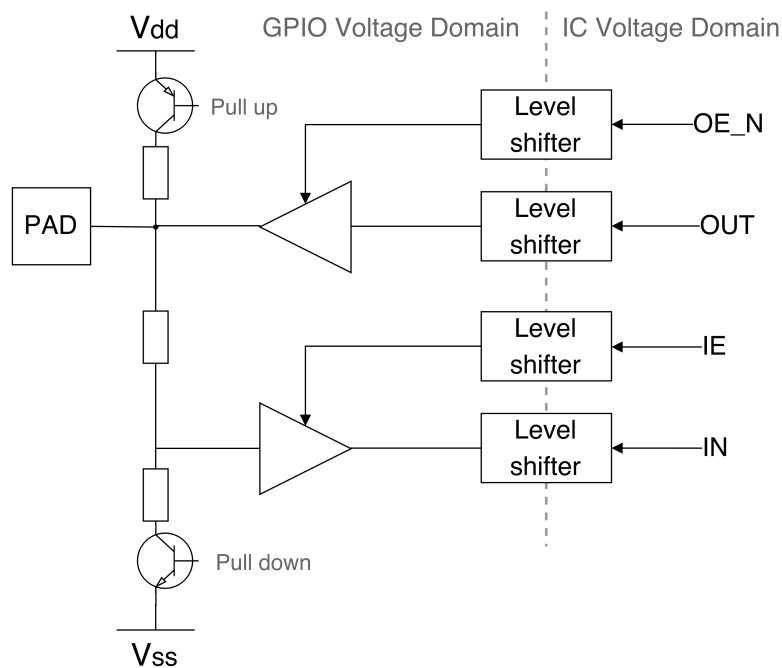 Vdd
GPIO Voltage Domain
IC Voltage Domain
Pull up
Level
shifter
OE_N
PAD
Level
shifter
OUT
Level
shifter
IE
Level
shifter
IN
Pull down
Vss